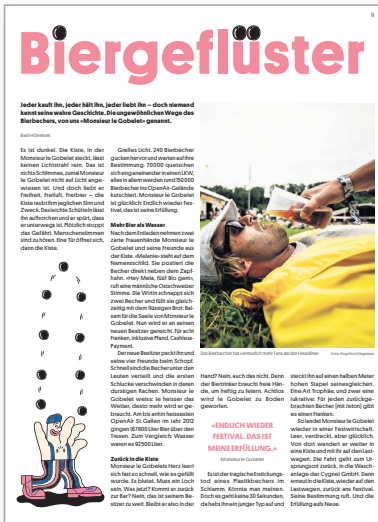 9
Biergeflüster
Jeder kauft ihn, jeder hält ihn, jeder liebt ihn – doch niemand
kennt seine wahre Geschichte. Die ungewöhnlichen Wege des
Bierbechers, von uns «Monsieur le Gobelet» genannt.
Es ist dunkel. Die Kiste, in der
Monsieur le Gobelet steckt, lässt
keinen Lichtstrahl rein. Das ist
nichts Schlimmes, zumal Monsieur
le Gobelet nicht auf Licht ange-
wiesen ist. Und doch liebt er
Freiheit, Freiluft, Freibier – die
Kiste raubt ihm jeglichen Sinn und
Zweck. Das leichte Schütteln lässt
ihn aufhorchen und er spürt, dass
er unterwegs ist. Plötzlich stoppt
das Gefährt. Menschenstimmen
sind zu hören. Eine Tür öffnet sich,
dann die Kiste.
Grelles Licht. 240 Bierbecher
gucken hervor und warten auf ihre
Bestimmung. 70000 quetschen
sich eng aneinander in einen LKW,
alles in allem werden rund 150000
Bierbecher ins OpenAir-Gelände
kutschiert. Monsieur le Gobelet
ist glücklich: Endlich wieder Fes-
tival, das ist seine Erfüllung.
Mehr Bier als Wasser
Nach dem Entladen nehmen zwei
zarte Frauenhände Monsieur le
Gobelet und seine Freunde aus
der Kiste. «Melanie» steht auf dem
Namensschild. Sie postiert die
Becher direkt neben dem Zapf-
hahn. «Hey Mela, füüf Bio gern»,
ruft eine männliche Ostschweizer
Stimme. Die Wirtin schnappt sich
zwei Becher und füllt sie gleich-
zeitig mit dem flüssigen Brot: Bal-
sam für die Seele von Monsieur le
Gobelet. Nun wird er an seinen
neuen Besitzer gereicht. Für acht
Franken, inklusive Pfand, Cashless-
Payment.
Der neue Besitzer packt ihn und
seine vier Freunde beim Schopf.
Schnell sind die Becher unter den
Leuten verteilt und die ersten
Schlucke verschwinden in deren
durstigen Rachen. Monsieur le
Gobelet weiss: Je heisser das
Wetter, desto mehr wird er ge-
braucht. Am bis anhin heissesten
OpenAir St.Gallen im Jahr 2012
gingen 167800 Liter Bier über den
Tresen. Zum Vergleich: Wasser
waren es 92500 Liter.
Zurück in die Kiste
Monsieur le Gobelets Herz leert
sich fast so schnell, wie es gefüllt
wurde. Es blutet. Muss ein Loch
sein. Was jetzt? Kommt er zurück
zur Bar? Nein, das ist seinem Be-
sitzer zu weit. Bleibt er also in der
Der Bierbecher hat vermutlich mehr Fans als der Headliner.
Hand? Nein, auch das nicht. Denn
der Biertrinker braucht freie Hän-
de, um heftig zu feiern. Achtlos
wird le Gobelet zu Boden
geworfen.
«ENDLICH WIEDER
FESTIVAL, DAS IST
MEINE ERFÜLLUNG.»
Monsieur le Gobelet
Es ist der tragische Erstickungs-
tod eines Plastikbechers im
Schlamm. Könnte man meinen.
Doch es geht keine 30 Sekunden,
da hebt ihn ein junger Typ auf und
steckt ihn auf einen halben Meter
hohen Stapel seinesgleichen.
Eine Art Trophäe, und zwar eine
lukrative: Für jeden zurückge-
brachten Becher (mit Jeton) gibt
es einen Franken.
So landet Monsieur le Gobelet
wieder in einer Festwirtschaft.
Leer, verdreckt, aber glücklich.
Von dort wandert er weiter in
eine Kiste und mit ihr auf den Last-
wagen. Die Fahrt geht zum Ur-
sprungsort zurück, in die Wasch-
anlage der Cygnet GmbH. Dann
erneut in die Kiste, wieder auf den
Lastwagen, zurück ans Festival.
Seine Bestimmung ruft. Und die
Erfüllung aufs Neue.